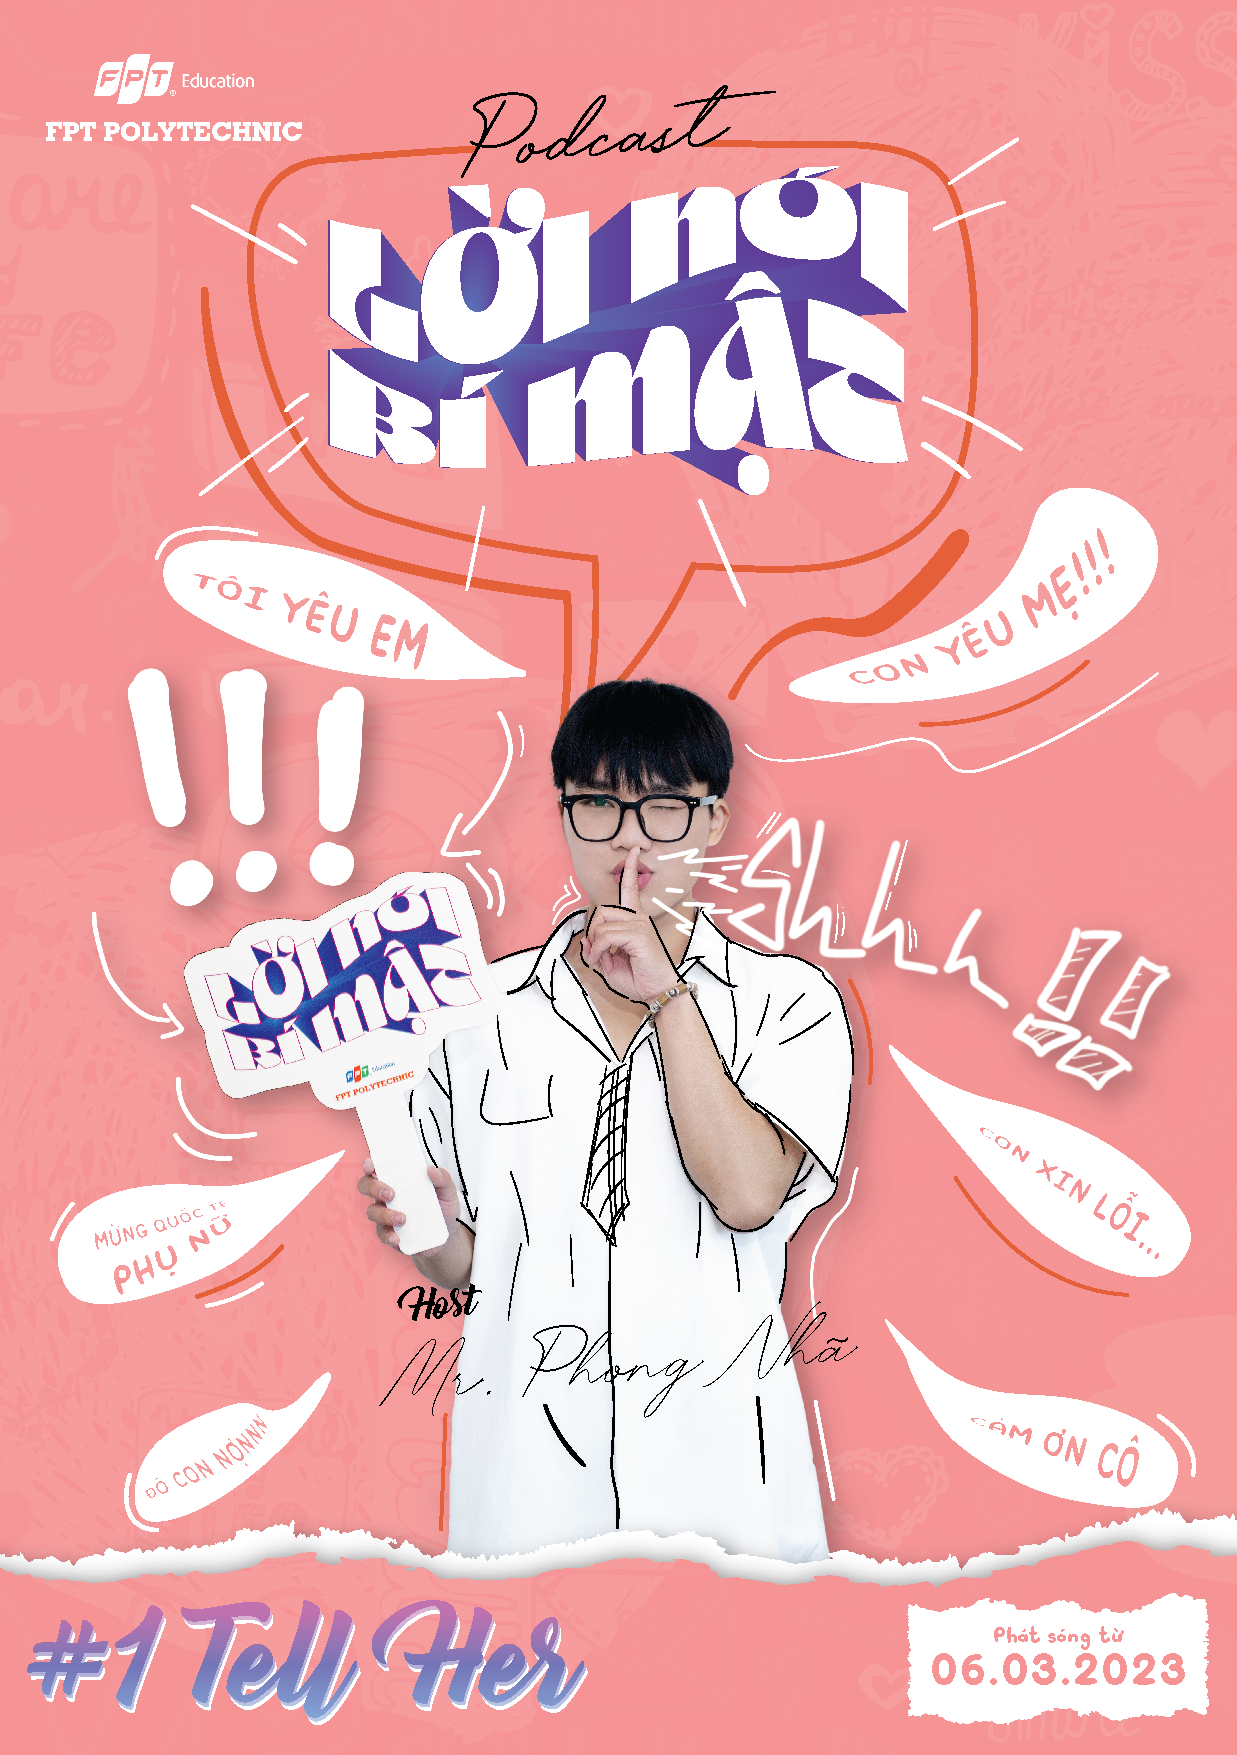 FPT Education
FPT POLYTECHNIC
Podcast
LỜI NÓI
BÍ MẬT
TÔI YÊU EM
CON YÊU MẸ!!!
!!!
Shhh!!
LỜI NÓI
BÍ MẬT
FPT Education
FPT POLYTECHNIC
CON XIN LỖI...
MỪNG QUỐC TẾ
PHỤ NỮ
Host
Mr. Phong Nhã
ĐỒ CON NỢNNN
CẢM ƠN CÔ
#1 Tell Her
Phát sóng từ
06.03.2023